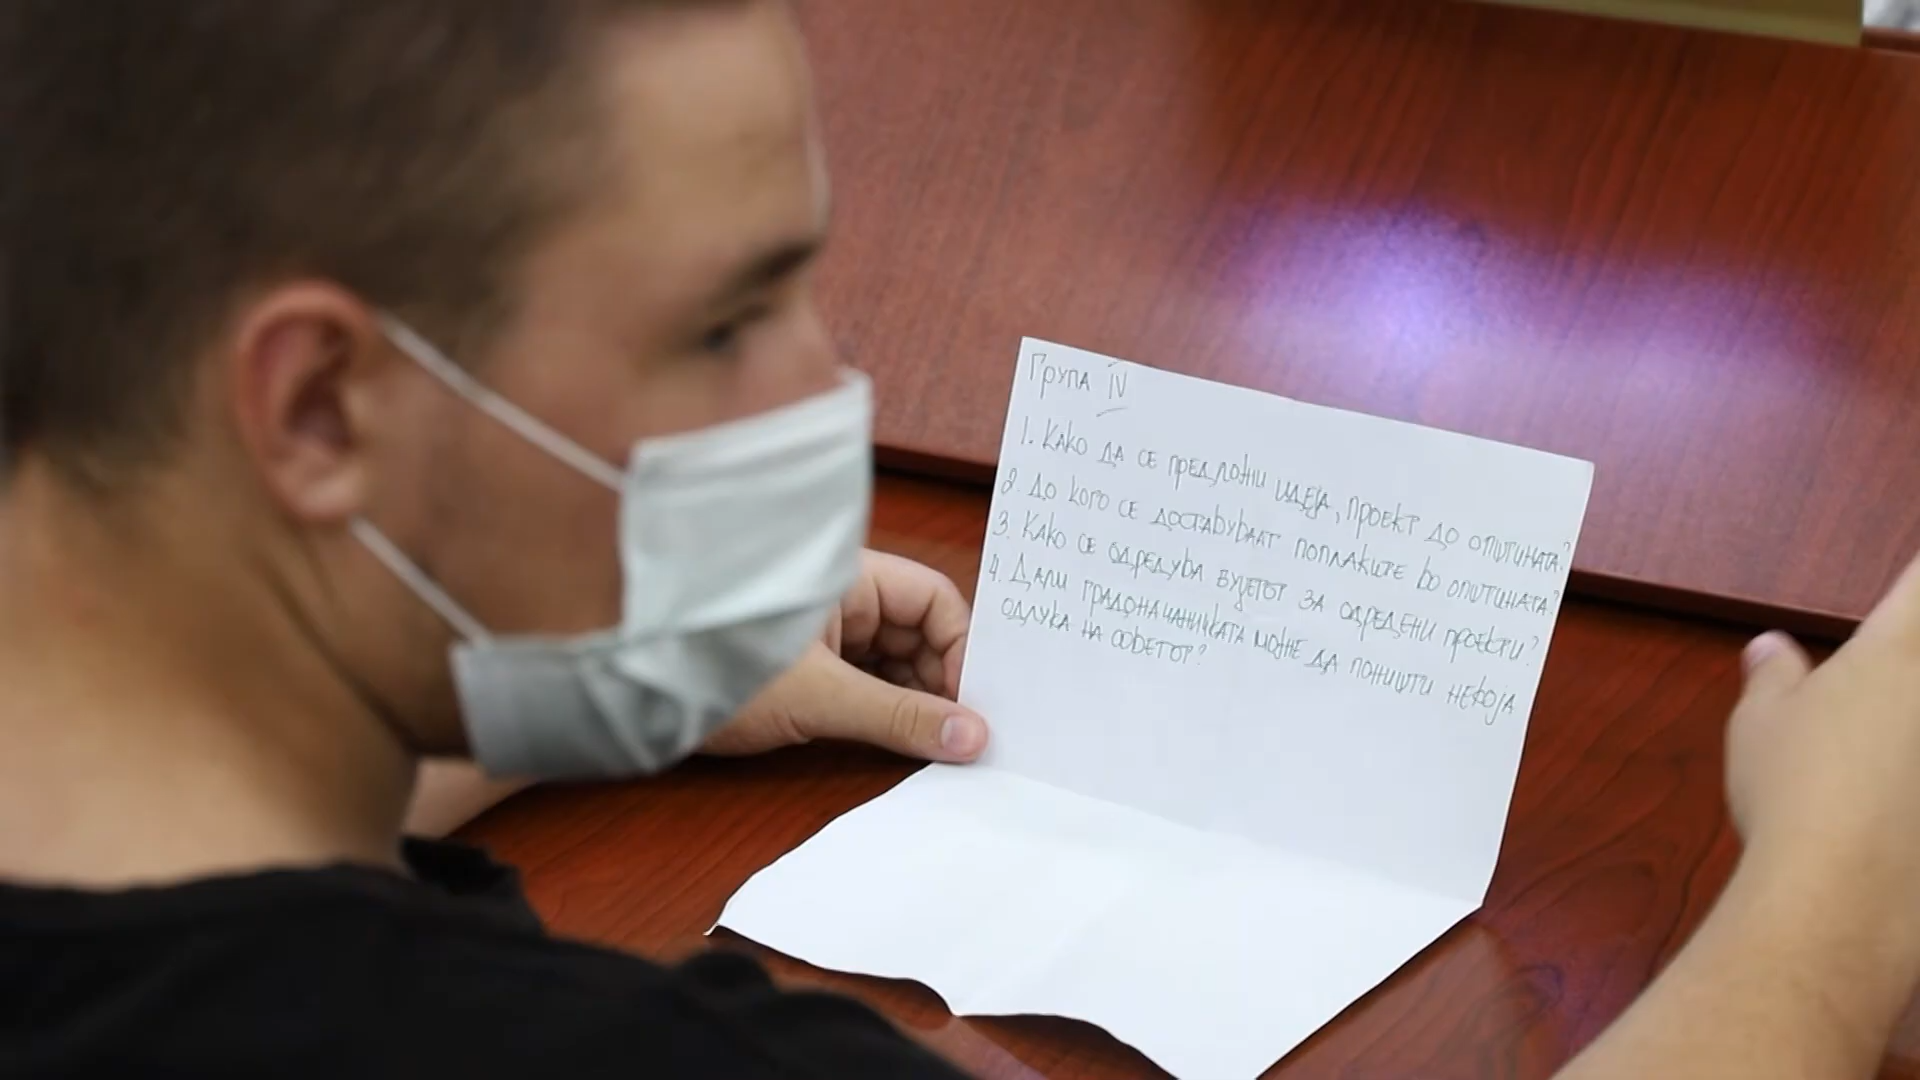 Група IV
1. Како да се предложи идеја, проект до општината?
2. До кого се доставуваат поплаките во општината?
3. Како се одредува буџетот за одредени проекти?
4. Дали градоначалничката може да поништи некоја
одлука на советот?